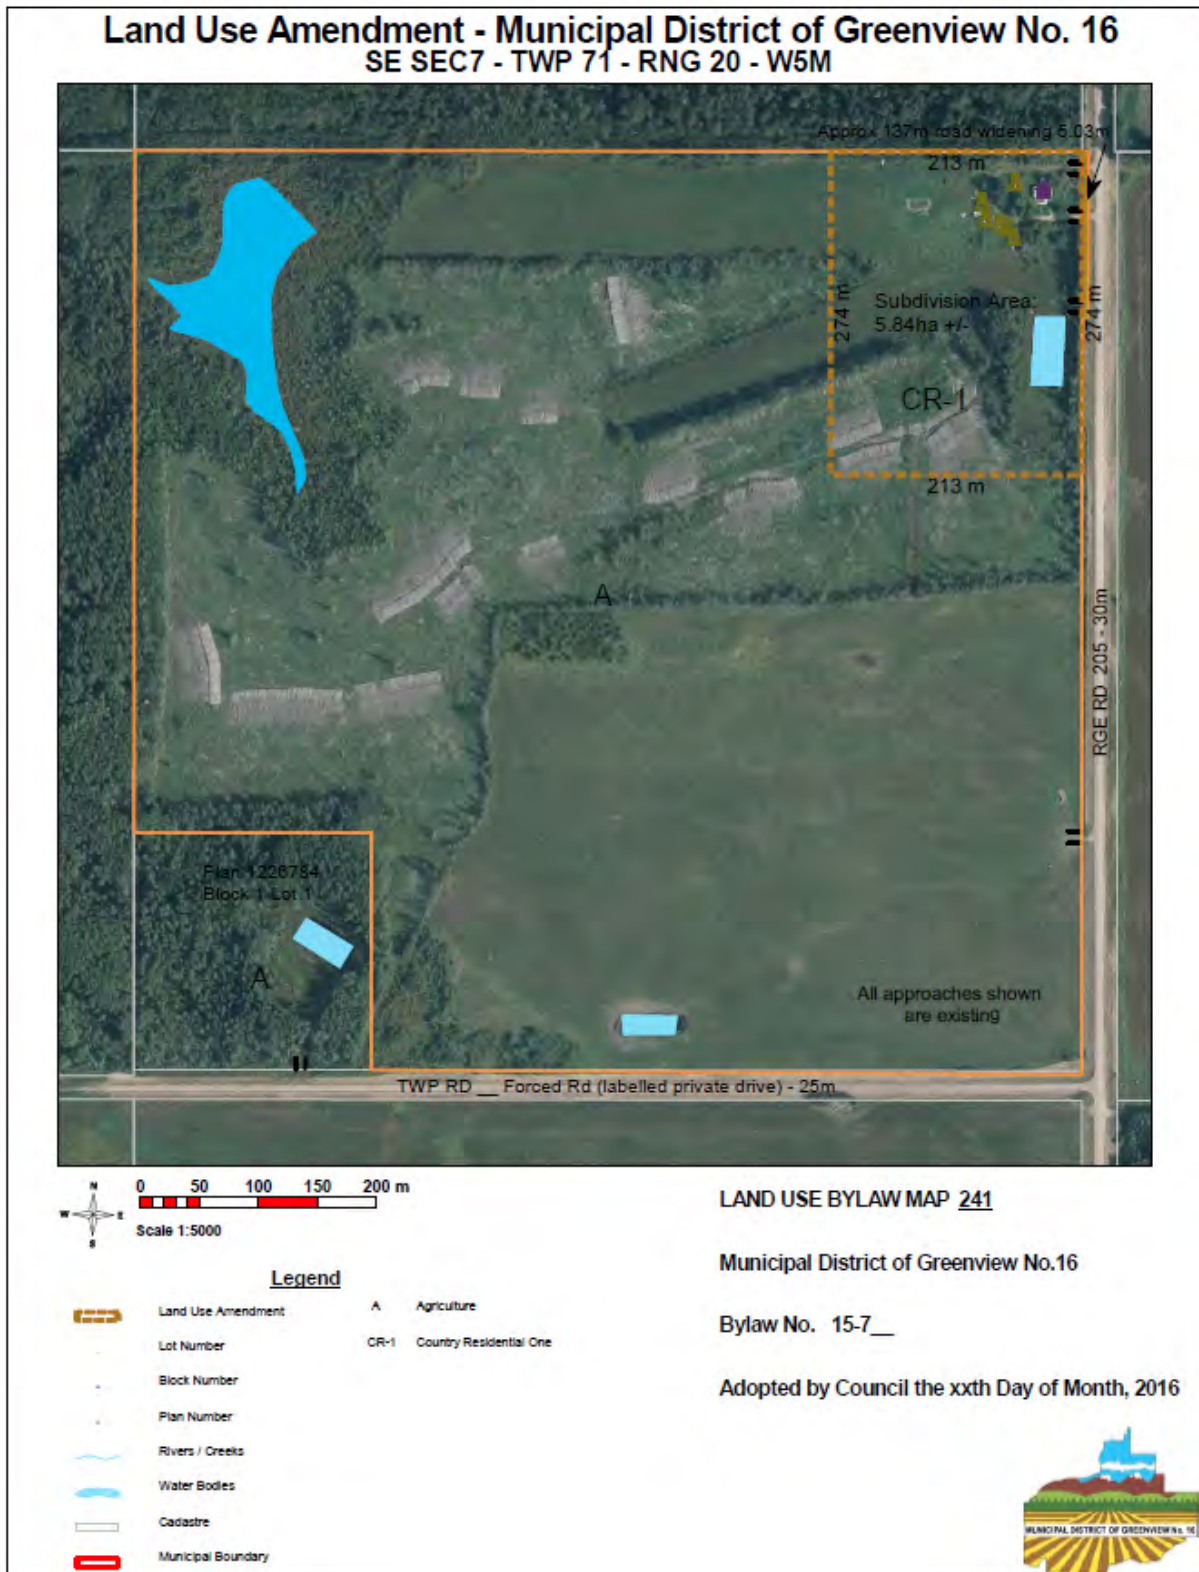 Land Use Amendment - Municipal District of Greenview No. 16
SE SEC7 - TWP 71 - RNG 20 - W5M
Approx 137m road widening 5.03m
213 m
274 m
Subdivision Area:
5.84ha +/-
274 m
CR-1
213 m
A
RGE RD 205 - 30m
Plan 1226784
Block 1 Lot 1
A
All approaches shown
are existing
TWP RD __ Forced Rd (labelled private drive) - 25m
N
W E
S
0 50 100 150 200 m
Scale 1:5000
Legend
Land Use Amendment
Lot Number
Block Number
Plan Number
Rivers / Creeks
Water Bodies
Cadastre
Municipal Boundary
A Agriculture
CR-1 Country Residential One
LAND USE BYLAW MAP 241
Municipal District of Greenview No.16
Bylaw No. 15-7__
Adopted by Council the xxth Day of Month, 2016
MUNICIPAL DISTRICT OF GREENVIEW No. 16